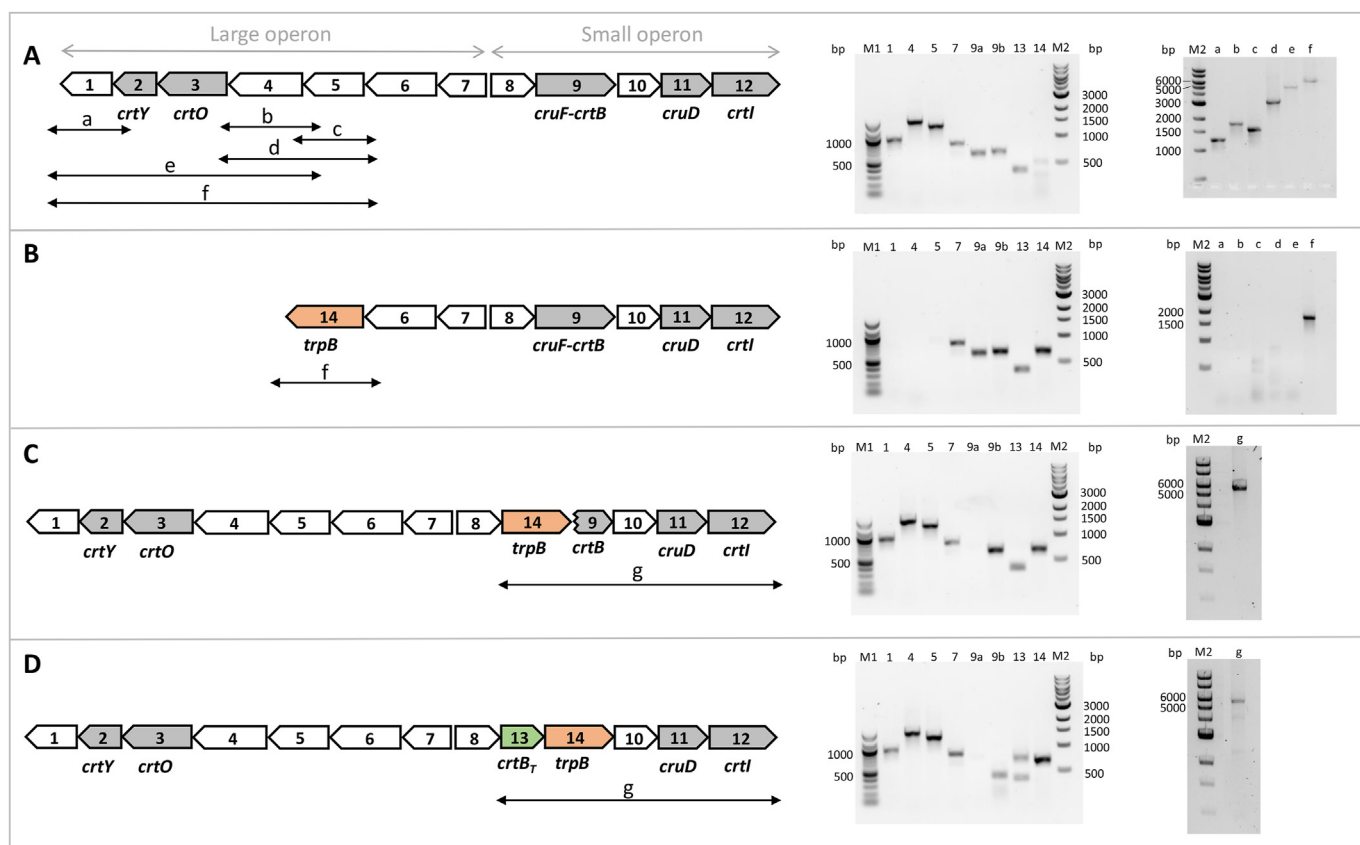 Large operon Small operon
A
1 2 3 4 5 6 7 8 9 10 11 12
crtY crtO cruF-crtB cruD crtI
a b
c
d
e
f
bp M1 1 4 5 7 9a 9b 13 14 M2 bp
3000
2000
1500
1000 1000
500 500
M2 a b c d e f
6000
5000
3000
2000
1500
1000
B
14 6 7 8 9 10 11 12
trpB cruF-crtB cruD crtI
f
bp M1 1 4 5 7 9a 9b 13 14 M2 bp
3000
2000
1500
1000 1000
500 500
bp M2 a b c d e f
2000
1500
C
1 2 3 4 5 6 7 8 14 9 10 11 12
crtY crtO trpB crtB cruD crtI
g
bp M1 1 4 5 7 9a 9b 13 14 M2 bp
3000
2000
1500
1000 1000
500 500
bp M2 g
6000
5000
D
1 2 3 4 5 6 7 8 13 14 10 11 12
crtY crtO crtBT trpB cruD crtI
g
bp M1 1 4 5 7 9a 9b 13 14 M2 bp
3000
2000
1500
1000 1000
500 500
bp M2 g
6000
5000